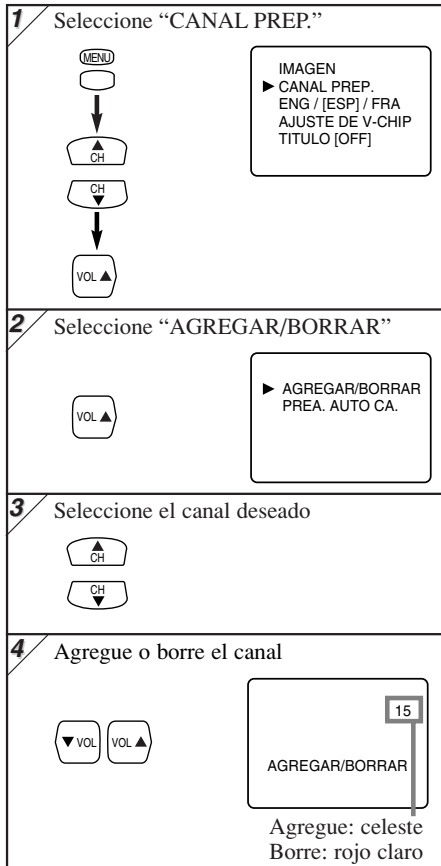 1 Seleccione “CANAL PREP.”
MENU
CH
CH
VOL ▲
IMAGEN
▶ CANAL PREP.
ENG / [ESP] / FRA
AJUSTE DE V-CHIP
TITULO [OFF]
2 Seleccione “AGREGAR/BORRAR”
VOL ▲
▶ AGREGAR/BORRAR
PREA. AUTO CA.
3 Seleccione el canal deseado
CH
CH
4 Agregue o borre el canal
▼ VOL VOL ▲
15
AGREGAR/BORRAR
Agregue: celeste
Borre: rojo claro